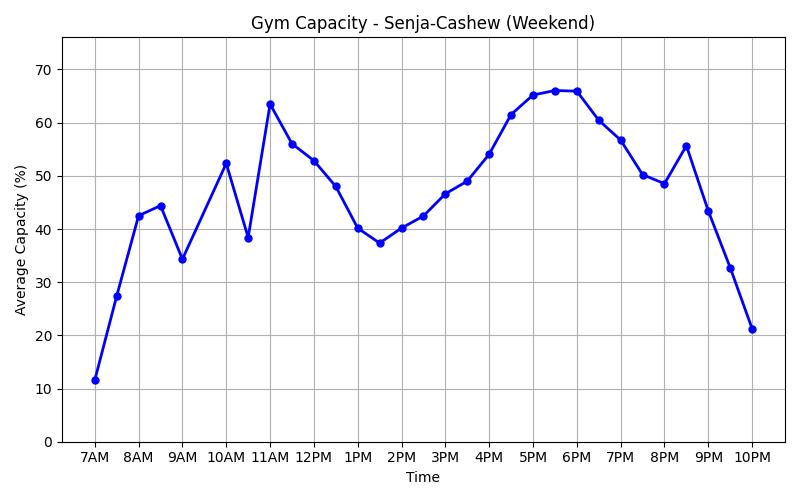 Gym Capacity - Senja-Cashew (Weekend)
Average Capacity (%)
70
60
50
40
30
20
10
0
7AM 8AM 9AM 10AM 11AM 12PM 1PM 2PM 3PM 4PM 5PM 6PM 7PM 8PM 9PM 10PM
Time